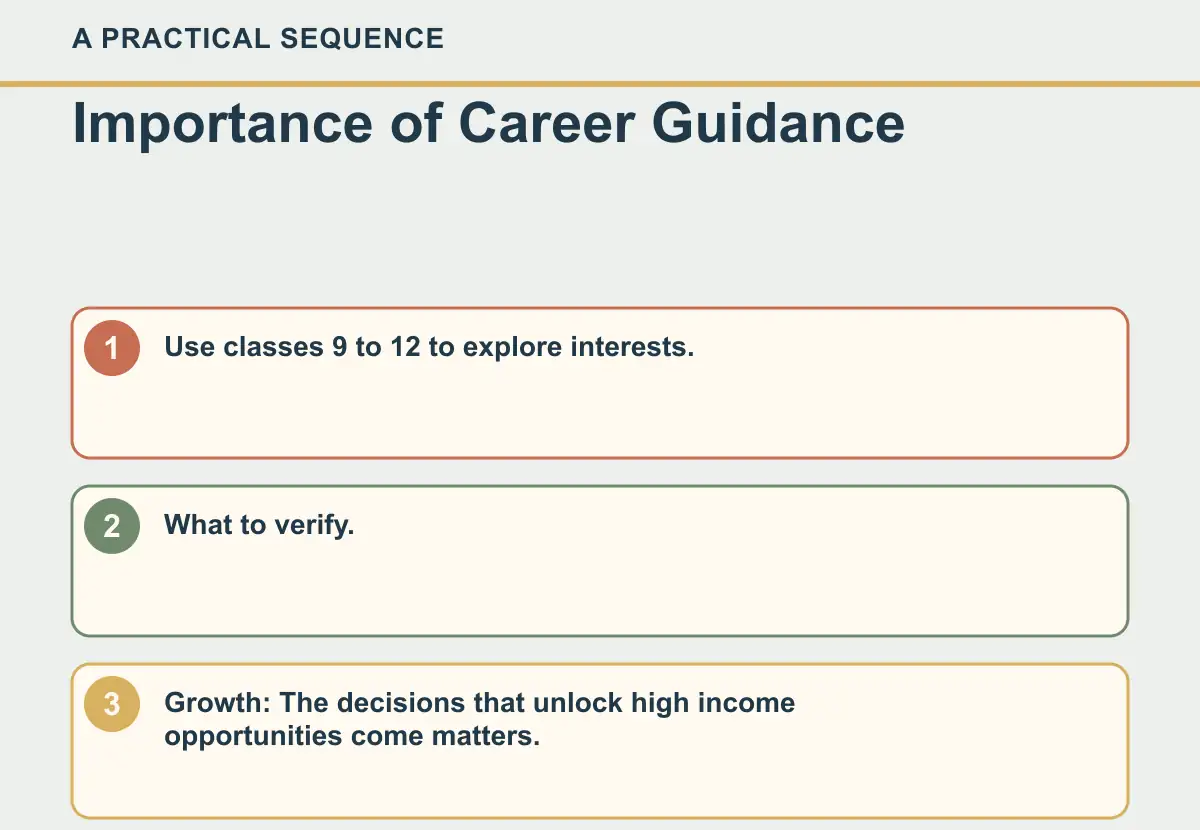 A PRACTICAL SEQUENCE
Importance of Career Guidance
1
Use classes 9 to 12 to explore interests.
2
What to verify.
3
Growth: The decisions that unlock high income
opportunities come matters.